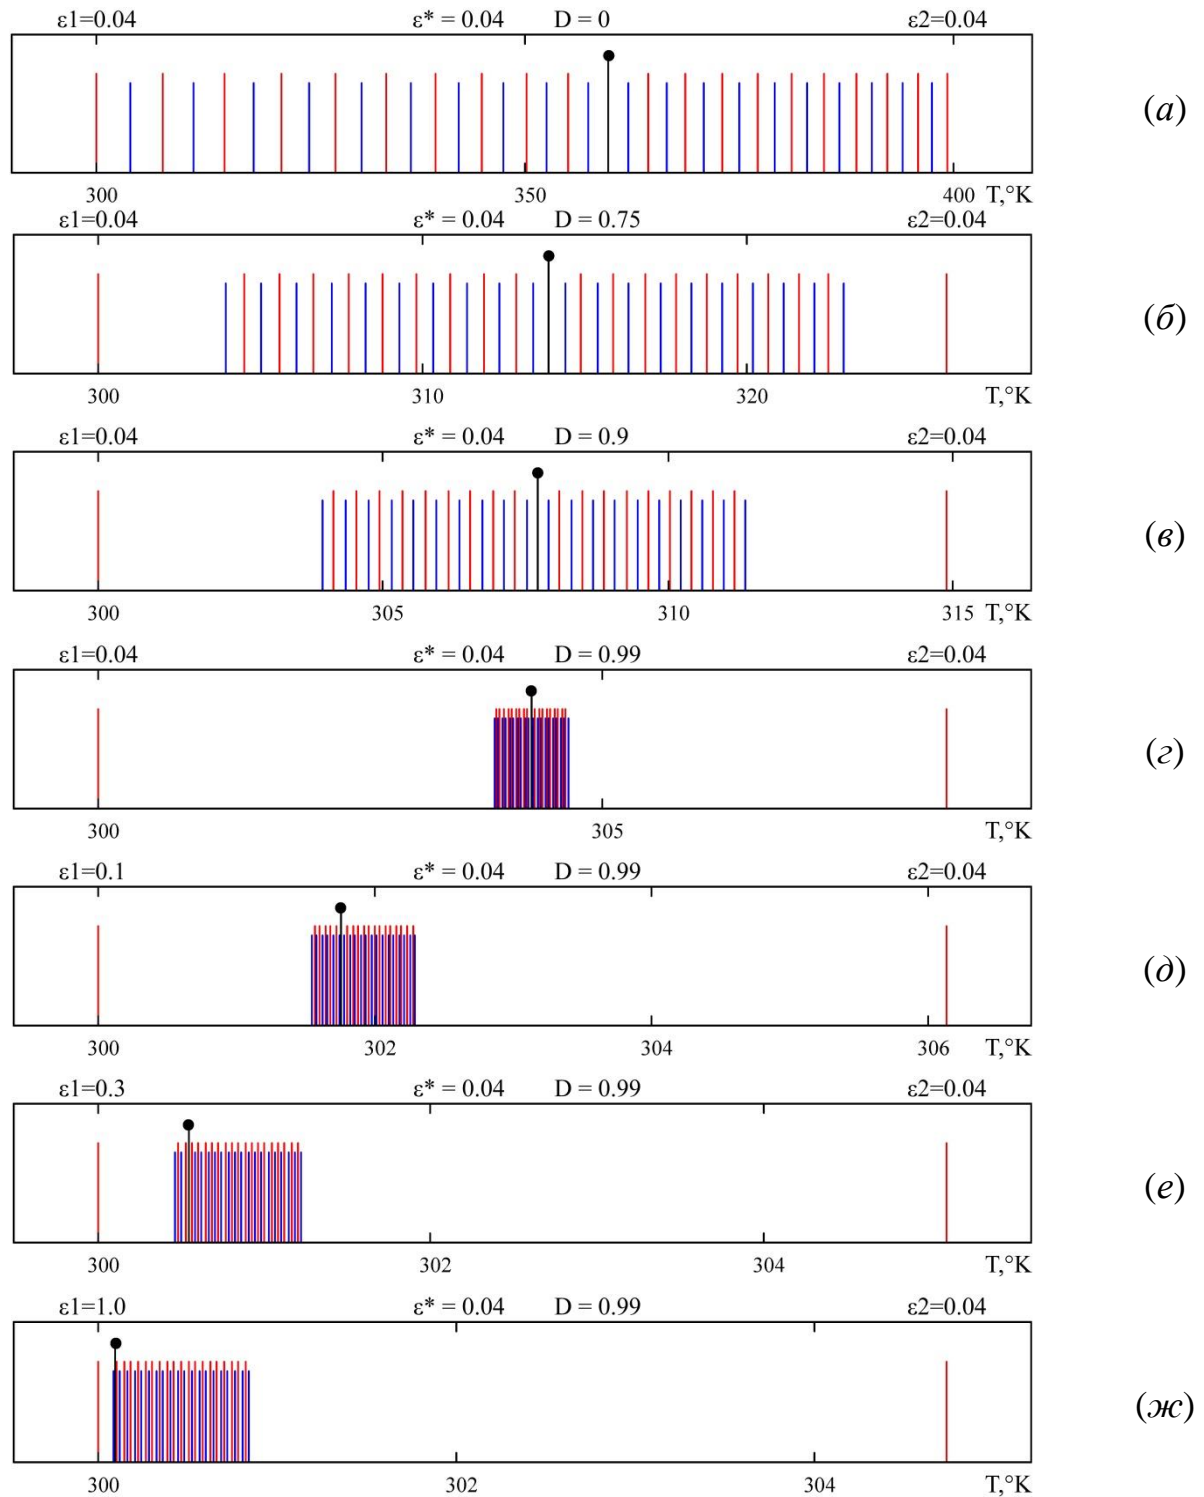 ε1=0.04 ε* = 0.04 D = 0 ε2=0.04
(а)
300 350 400 T,°K
ε1=0.04 ε* = 0.04 D = 0.75 ε2=0.04
(б)
300 310 320 T,°K
ε1=0.04 ε* = 0.04 D = 0.9 ε2=0.04
(в)
300 305 310 315 T,°K
ε1=0.04 ε* = 0.04 D = 0.99 ε2=0.04
(г)
300 305 T,°K
ε1=0.1 ε* = 0.04 D = 0.99 ε2=0.04
(д)
300 302 304 306 T,°K
ε1=0.3 ε* = 0.04 D = 0.99 ε2=0.04
(е)
300 302 304 T,°K
ε1=1.0 ε* = 0.04 D = 0.99 ε2=0.04
(ж)
300 302 304 T,°K